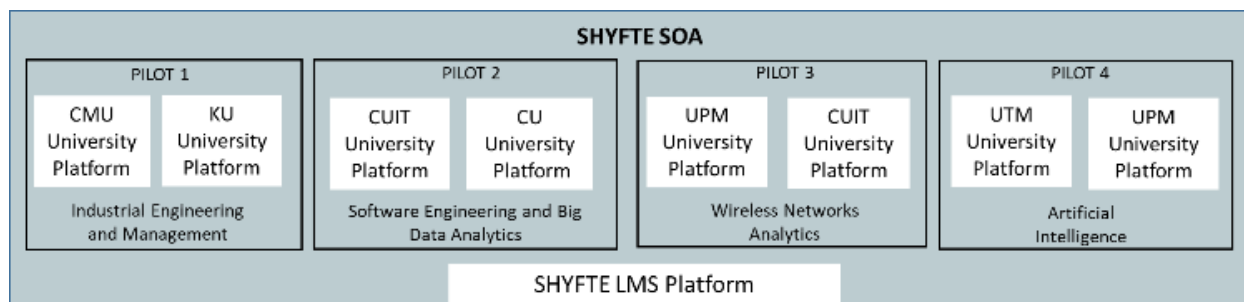 SHYFTE SOA
PILOT 1
CMU
University
Platform
KU
University
Platform
Industrial Engineering
and Management
PILOT 2
CUIT
University
Platform
CU
University
Platform
Software Engineering and Big
Data Analytics
PILOT 3
UPM
University
Platform
CUIT
University
Platform
Wireless Networks
Analytics
PILOT 4
UTM
University
Platform
UPM
University
Platform
Artificial
Intelligence
SHYFTE LMS Platform